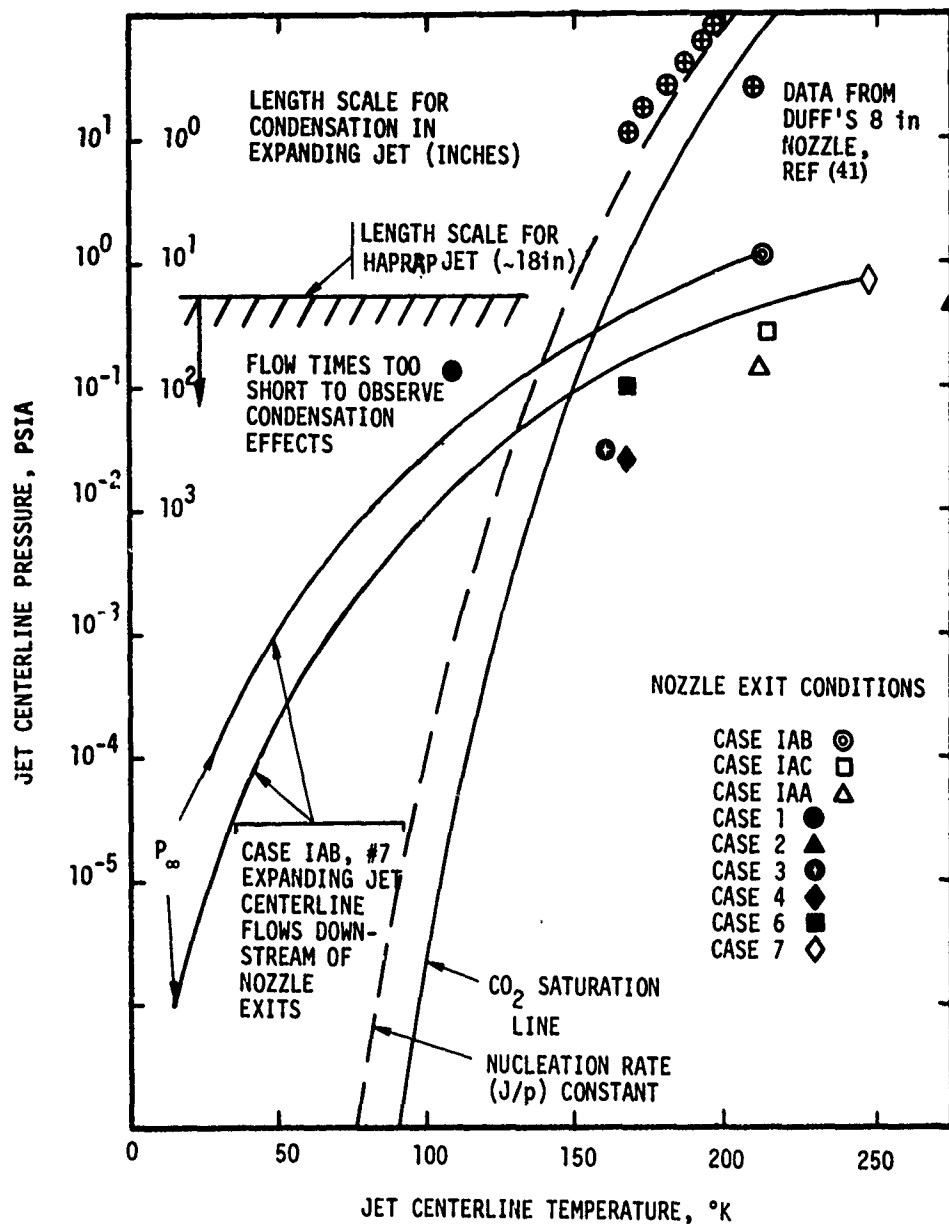 LENGTH SCALE FOR
CONDENSATION IN
EXPANDING JET (INCHES)
DATA FROM
DUFF'S 8 in
NOZZLE,
REF (41)
LENGTH SCALE FOR
HAPRAP JET (~18in)
FLOW TIMES TOO
SHORT TO OBSERVE
CONDENSATION
EFFECTS
10¹
10⁰
10⁻¹
10⁻²
10⁻³
10⁻⁴
10⁻⁵
10⁰
10¹
10²
10³
JET CENTERLINE PRESSURE, PSIA
P∞
CASE IAB, #7
EXPANDING JET
CENTERLINE
FLOWS DOWN-
STREAM OF
NOZZLE
EXITS
CO₂ SATURATION
LINE
NUCLEATION RATE
(J/p) CONSTANT
NOZZLE EXIT CONDITIONS
CASE IAB
CASE IAC
CASE IAA
CASE 1
CASE 2
CASE 3
CASE 4
CASE 6
CASE 7
0 50 100 150 200 250
JET CENTERLINE TEMPERATURE, °K